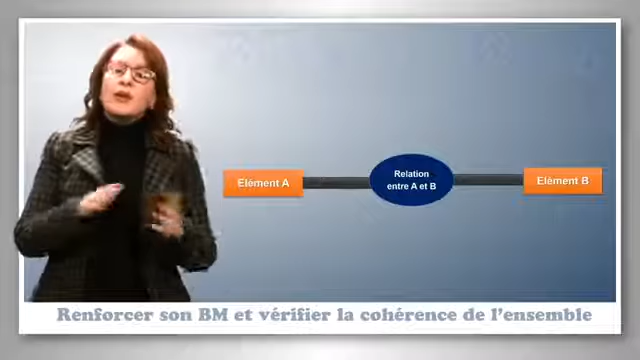 Elément A
Relation
entre A et B
Elément B
Renforcer son BM et vérifier la cohérence de l'ensemble